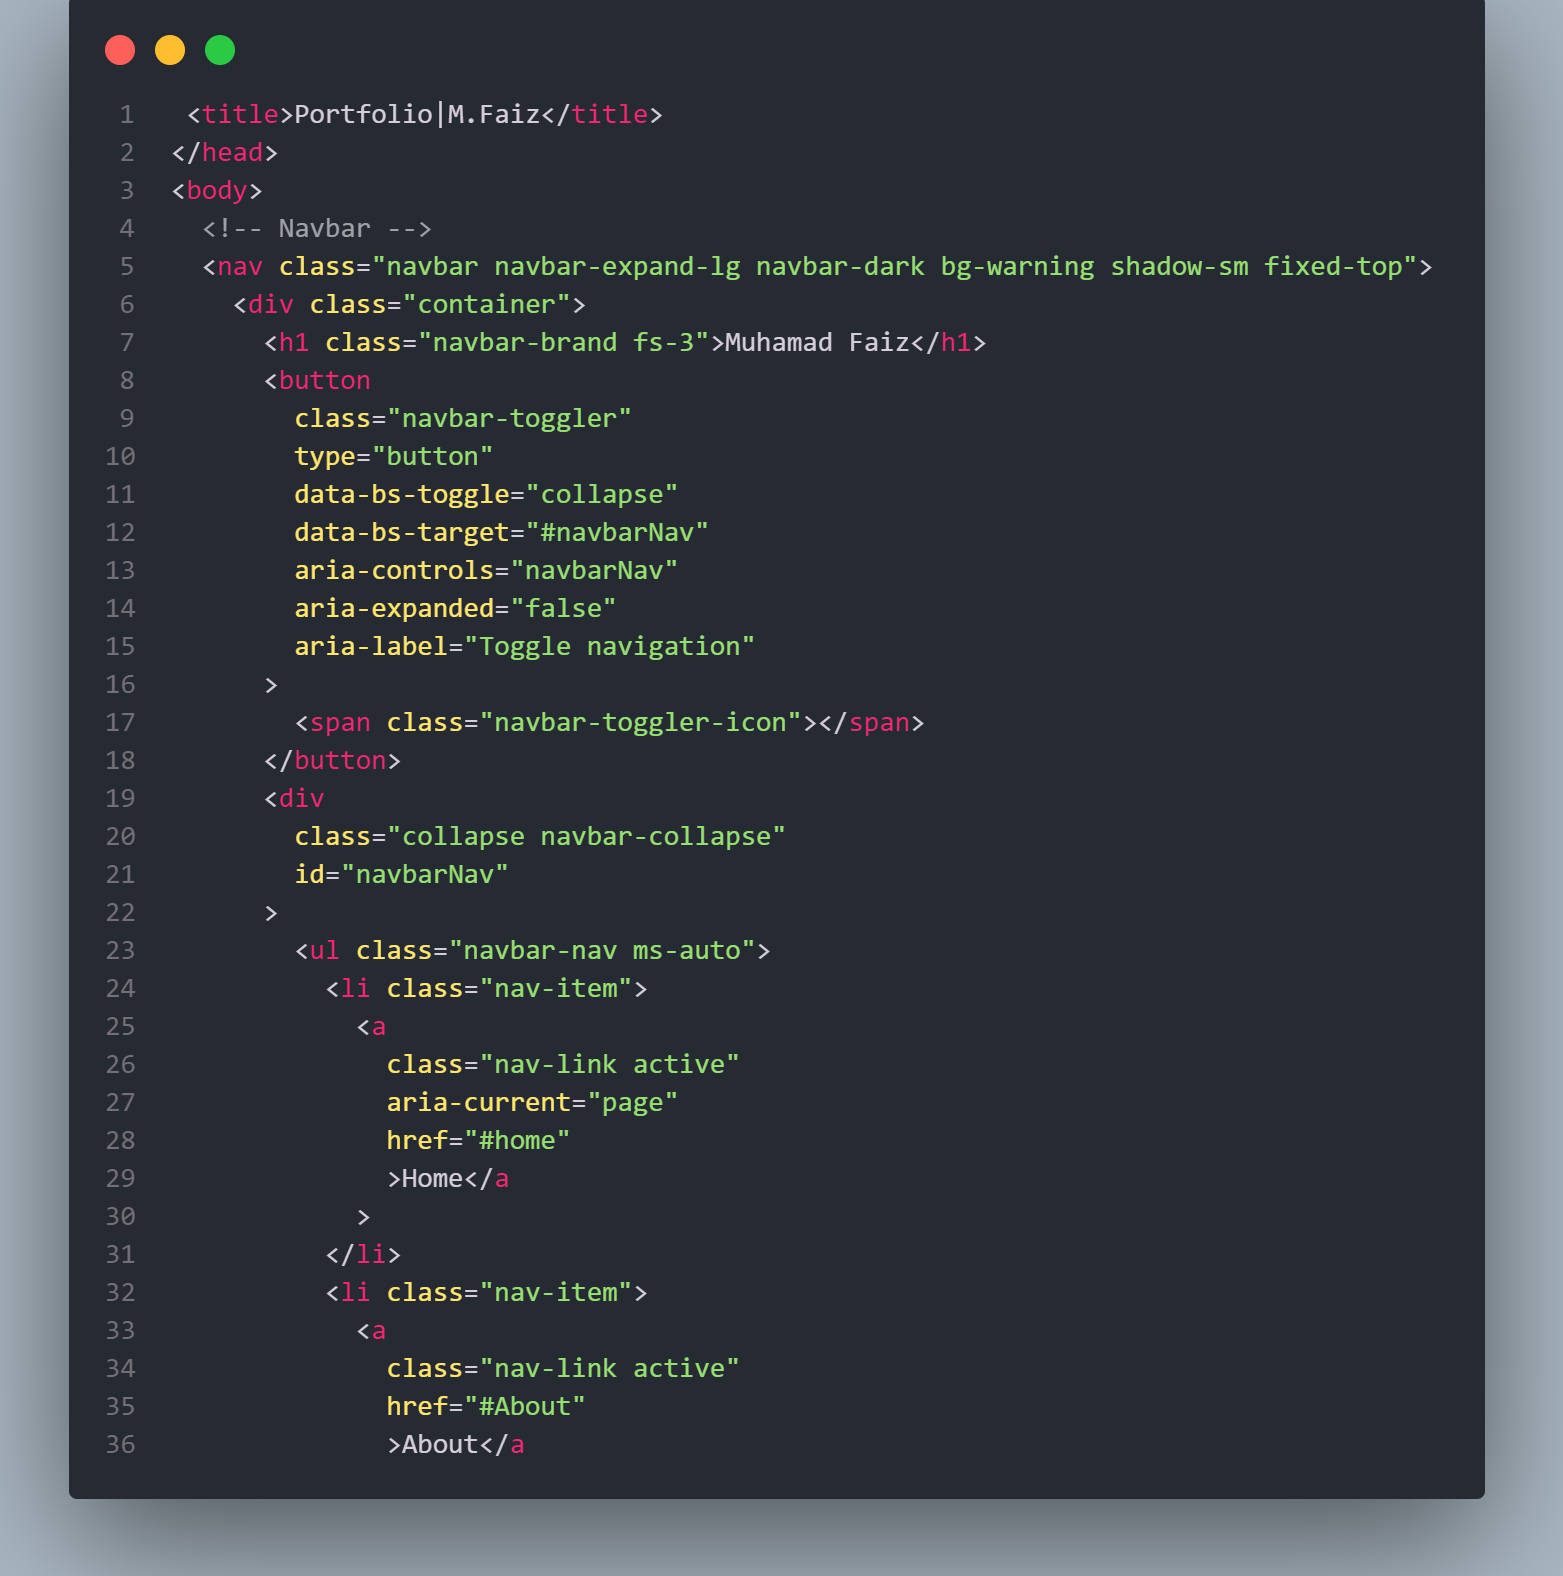 1 <title>Portfolio|M.Faiz</title>
2 </head>
3 <body>
4 <!-- Navbar -->
5 <nav class="navbar navbar-expand-lg navbar-dark bg-warning shadow-sm fixed-top">
6 <div class="container">
7 <h1 class="navbar-brand fs-3">Muhamad Faiz</h1>
8 <button
9 class="navbar-toggler"
10 type="button"
11 data-bs-toggle="collapse"
12 data-bs-target="#navbarNav"
13 aria-controls="navbarNav"
14 aria-expanded="false"
15 aria-label="Toggle navigation"
16 >
17 <span class="navbar-toggler-icon"></span>
18 </button>
19 <div
20 class="collapse navbar-collapse"
21 id="navbarNav"
22 >
23 <ul class="navbar-nav ms-auto">
24 <li class="nav-item">
25 <a
26 class="nav-link active"
27 aria-current="page"
28 href="#home"
29 >Home</a
30 >
31 </li>
32 <li class="nav-item">
33 <a
34 class="nav-link active"
35 href="#About"
36 >About</a